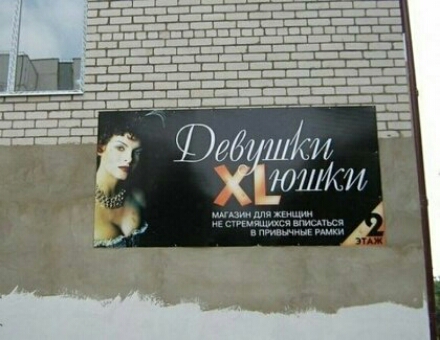 Девушки
XLюшки
МАГАЗИН ДЛЯ ЖЕНЩИН
НЕ СТРЕМЯЩИХСЯ ВПИСАТЬСЯ
В ПРИВЫЧНЫЕ РАМКИ
2
ЭТАЖ